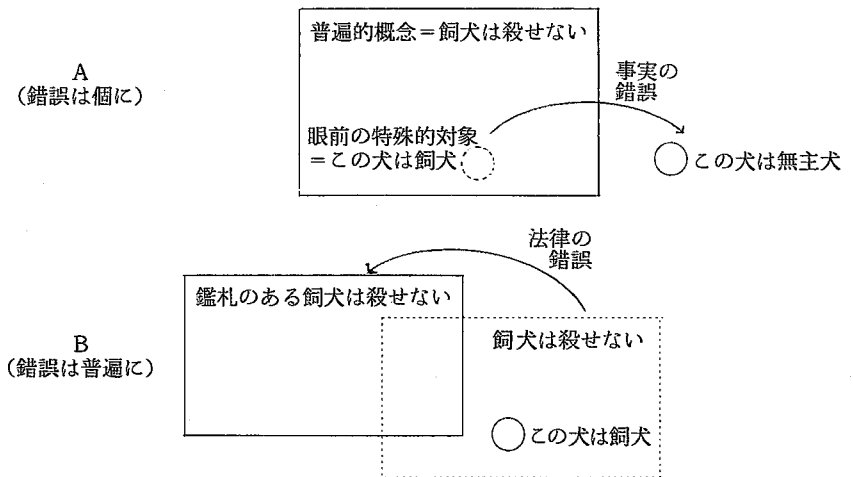 普遍的概念＝飼犬は殺せない
A
（錯誤は個に）
事実の
錯誤
眼前の特殊的対象
＝この犬は飼犬
この犬は無主犬
法律の
錯誤
鑑札のある飼犬は殺せない
飼犬は殺せない
B
（錯誤は普遍に）
この犬は飼犬